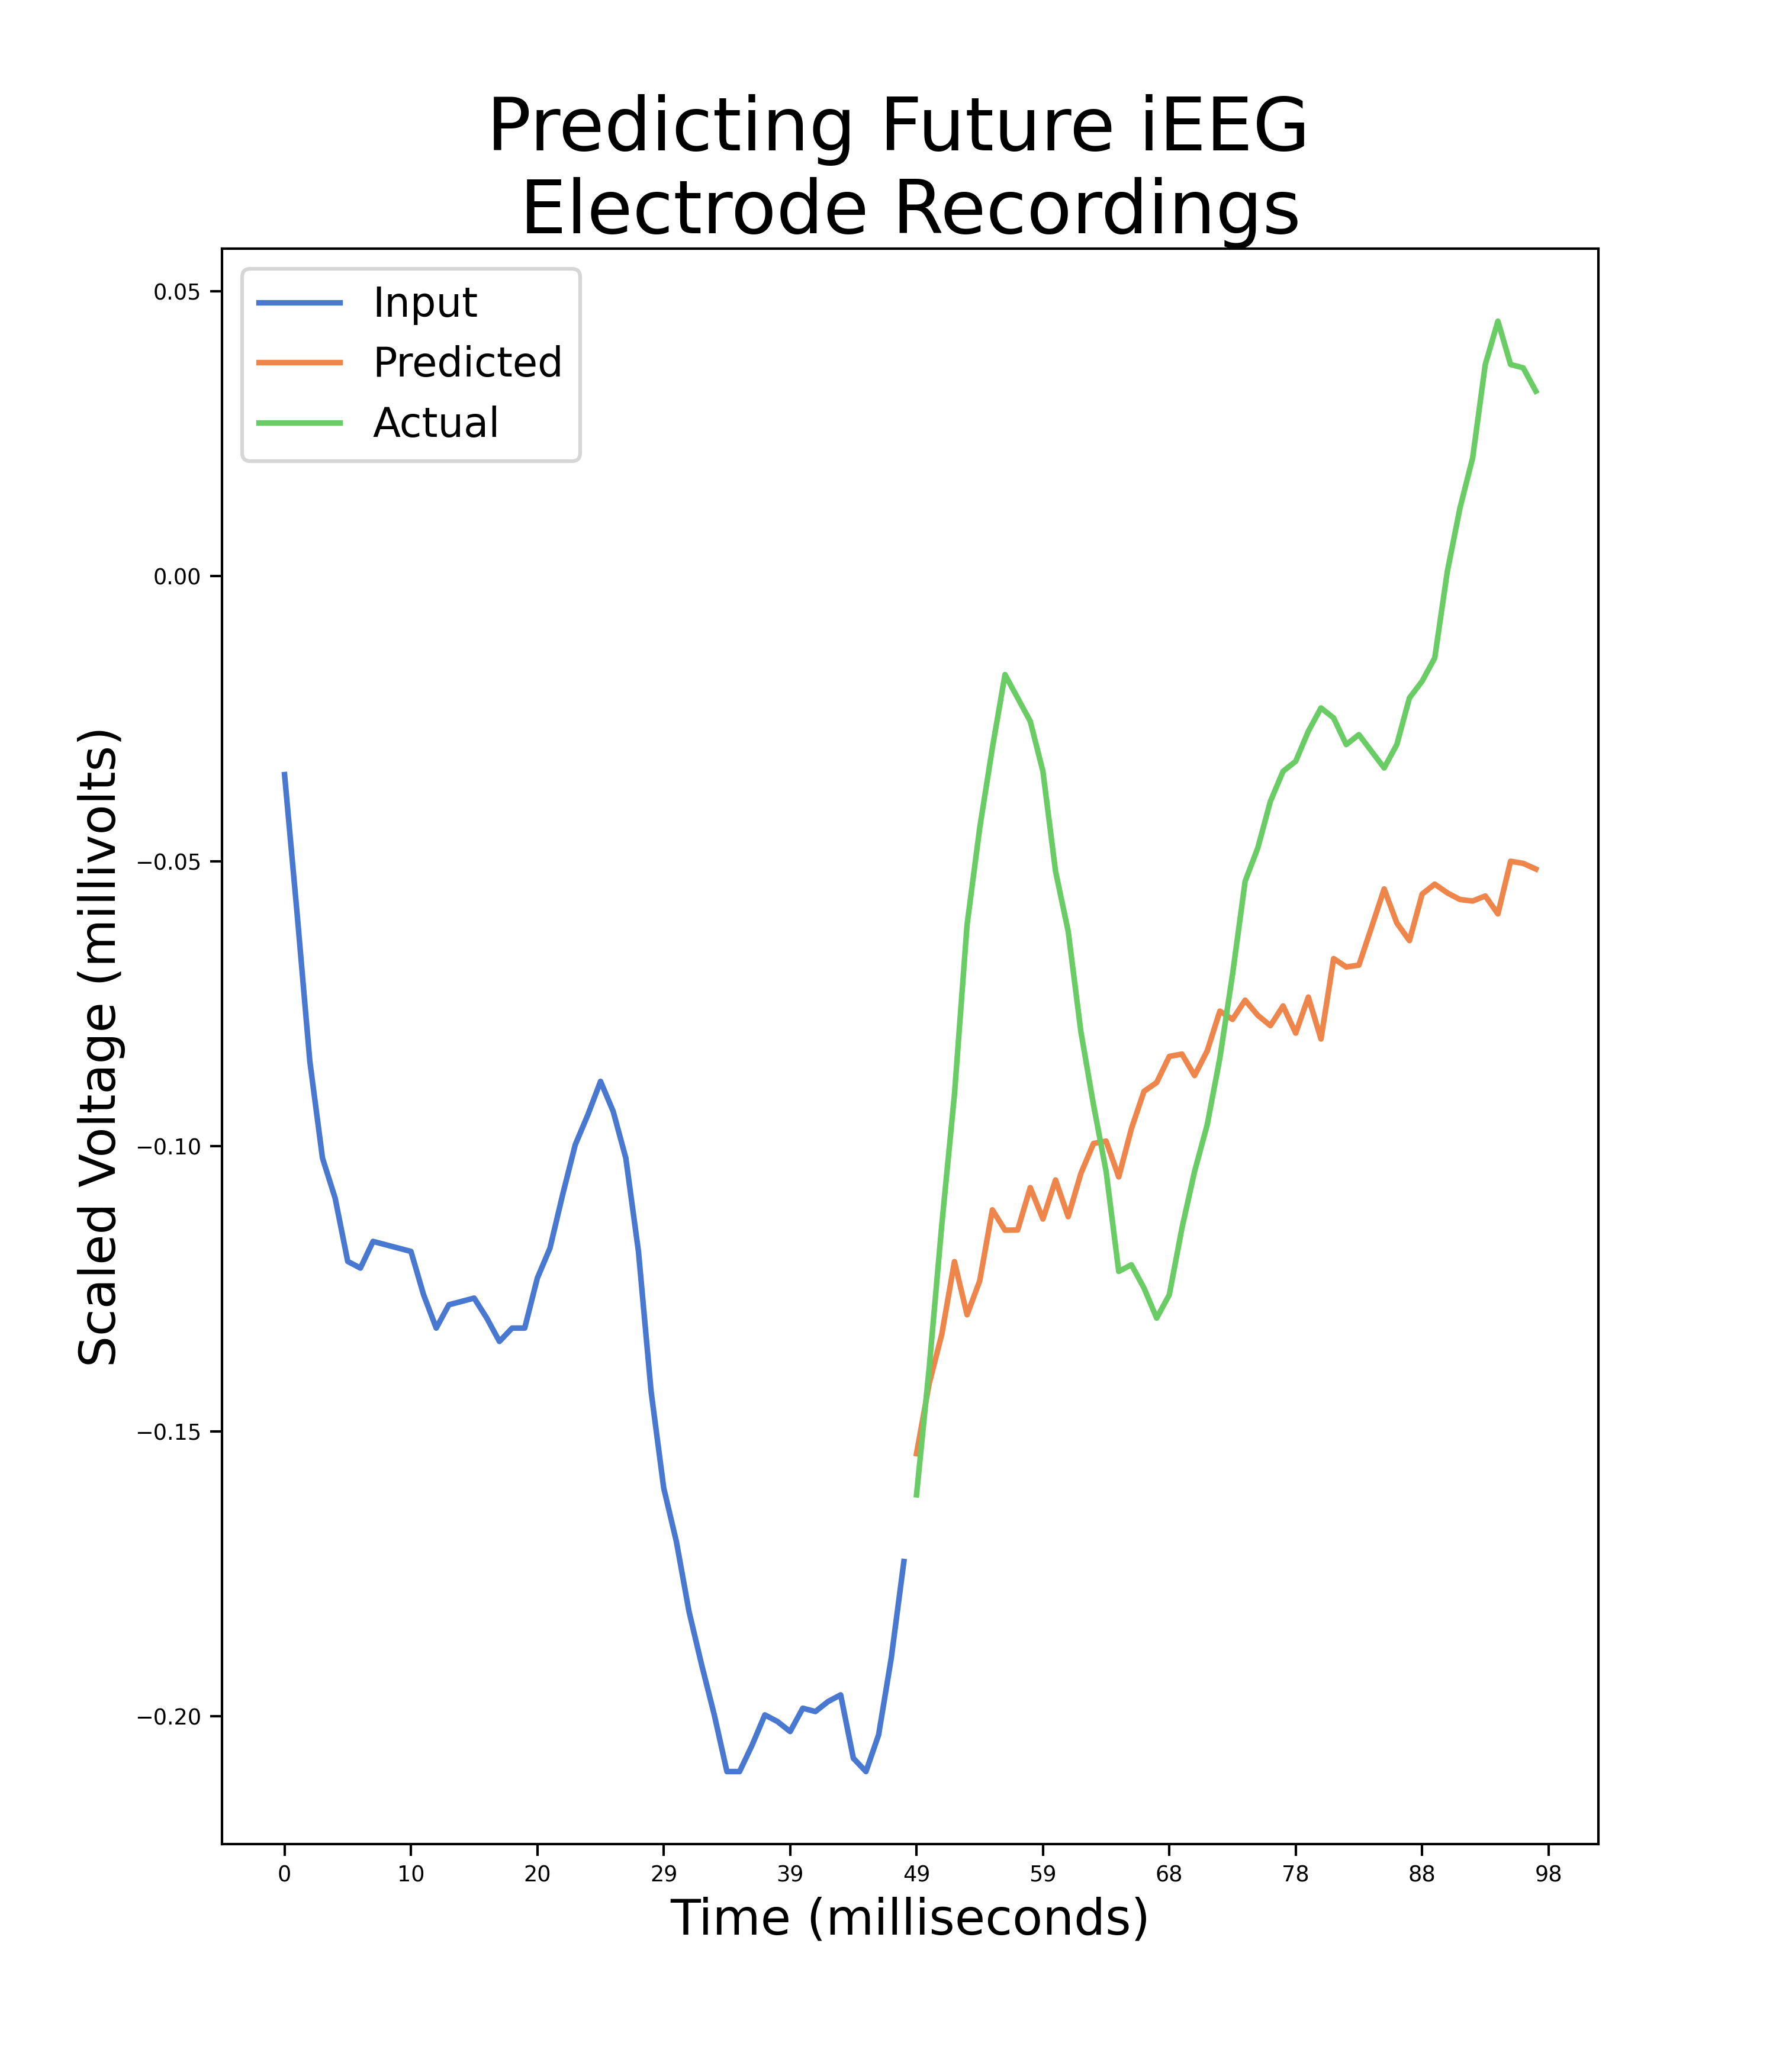 Predicting Future iEEG
Electrode Recordings
Input
Predicted
Actual
0.05
0.00
−0.05
−0.10
−0.15
−0.20
Scaled Voltage (millivolts)
0 10 20 29 39 49 59 68 78 88 98
Time (milliseconds)